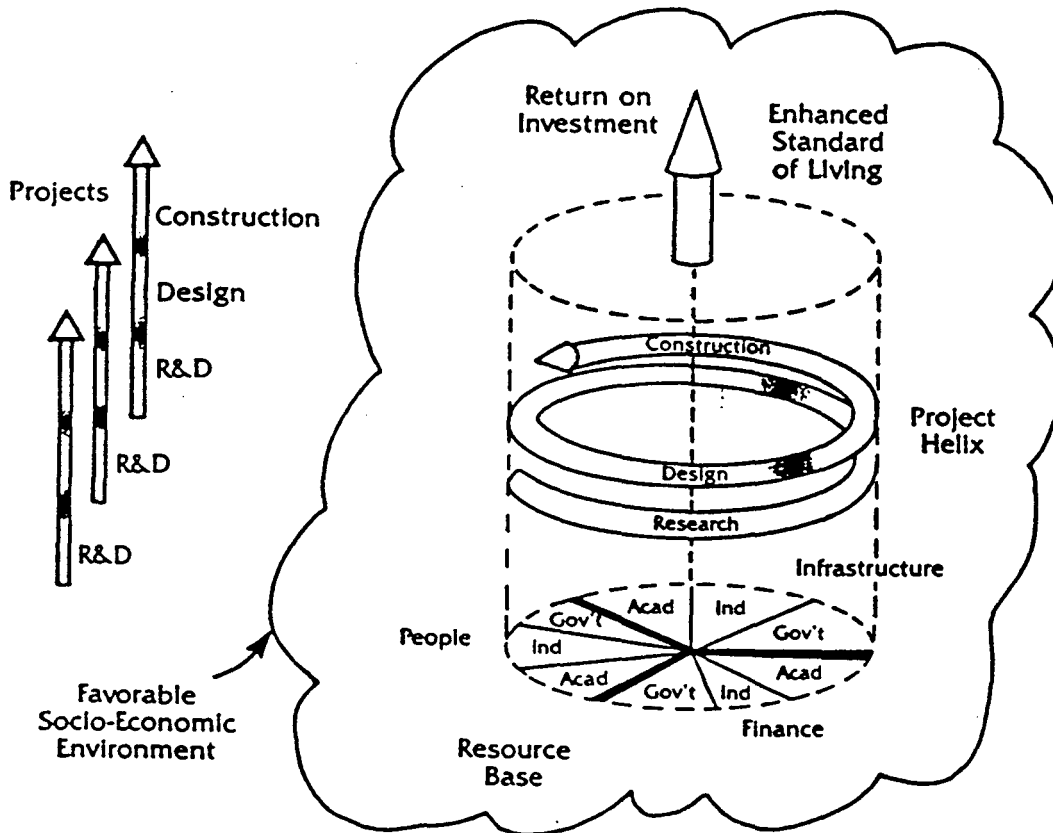 Projects
Construction
Design
R&D
R&D
R&D
Return on
Investment
Enhanced
Standard
of Living
Construction
Design
Research
Project
Helix
Infrastructure
People
Finance
Acad
Ind
Gov't
Gov't
Ind
Acad
Acad
Gov't
Ind
Favorable
Socio-Economic
Environment
Resource
Base